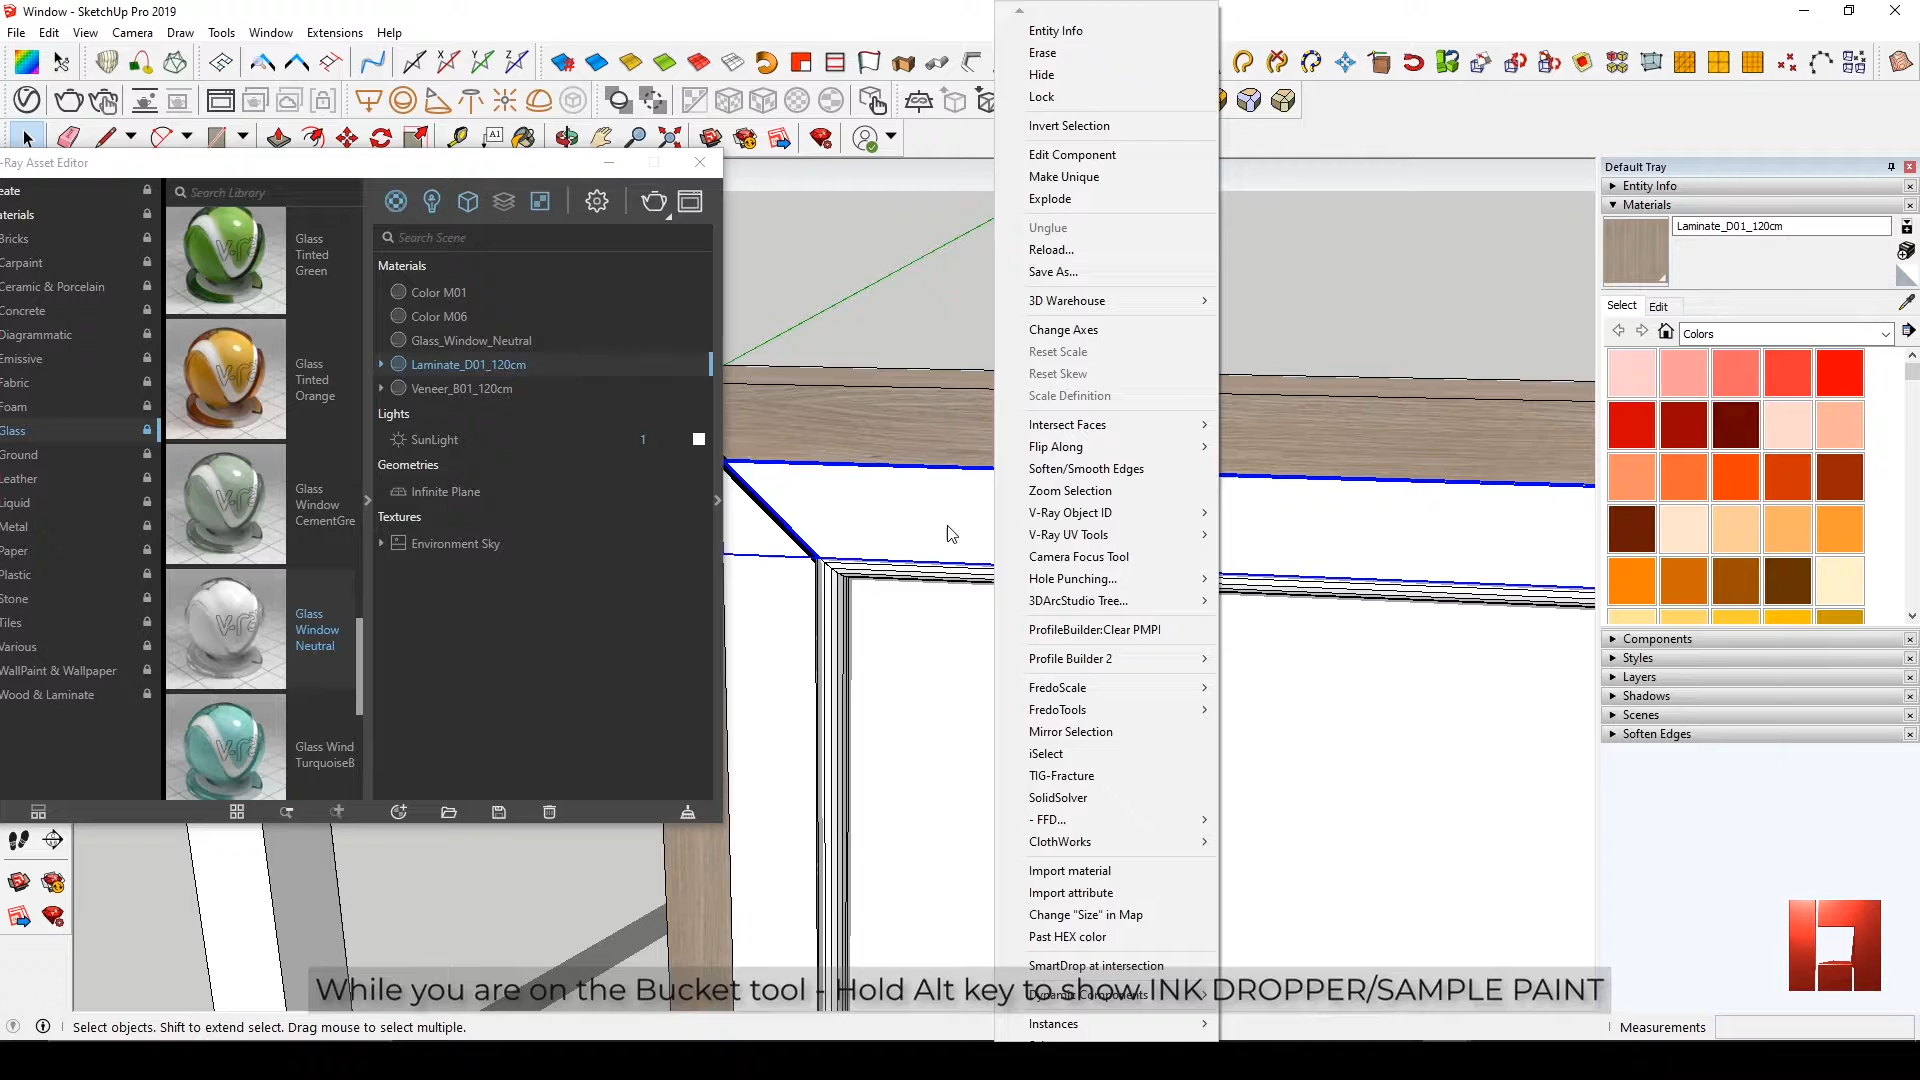 Window - SketchUp Pro 2019
File Edit View Camera Draw Tools Window Extensions Help
A1
-Ray Asset Editor
eate
aterials
Bricks
Carpaint
Ceramic & Porcelain
Concrete
Diagrammatic
Emissive
Fabric
Foam
Glass
Ground
Leather
Liquid
Metal
Paper
Plastic
Stone
Tiles
Various
WallPaint & Wallpaper
Wood & Laminate
Search Library
Glass
Tinted
Green
Glass
Tinted
Orange
Glass
Window
CementGre
Glass
Window
Neutral
Glass Wind
TurquoiseB
Search Scene
Materials
Color M01
Color M06
Glass_Window_Neutral
Laminate_D01_120cm
Veneer_B01_120cm
Lights
SunLight 1
Geometries
Infinite Plane
Textures
Environment Sky
Entity Info
Erase
Hide
Lock
Invert Selection
Edit Component
Make Unique
Explode
Unglue
Reload...
Save As...
3D Warehouse
Change Axes
Reset Scale
Reset Skew
Scale Definition
Intersect Faces
Flip Along
Soften/Smooth Edges
Zoom Selection
V-Ray Object ID
V-Ray UV Tools
Camera Focus Tool
Hole Punching...
3DArcStudio Tree...
ProfileBuilder:Clear PMPI
Profile Builder 2
FredoScale
FredoTools
Mirror Selection
iSelect
TIG-Fracture
SolidSolver
- FFD...
ClothWorks
Import material
Import attribute
Change "Size" in Map
Past HEX color
SmartDrop at intersection
Dynamic Components
Instances
Default Tray
Entity Info
Materials
Laminate_D01_120cm
Select Edit
Colors
Components
Styles
Layers
Shadows
Scenes
Soften Edges
While you are on the Bucket tool - Hold Alt key to show INK DROPPER/SAMPLE PAINT
Select objects. Shift to extend select. Drag mouse to select multiple.
Measurements